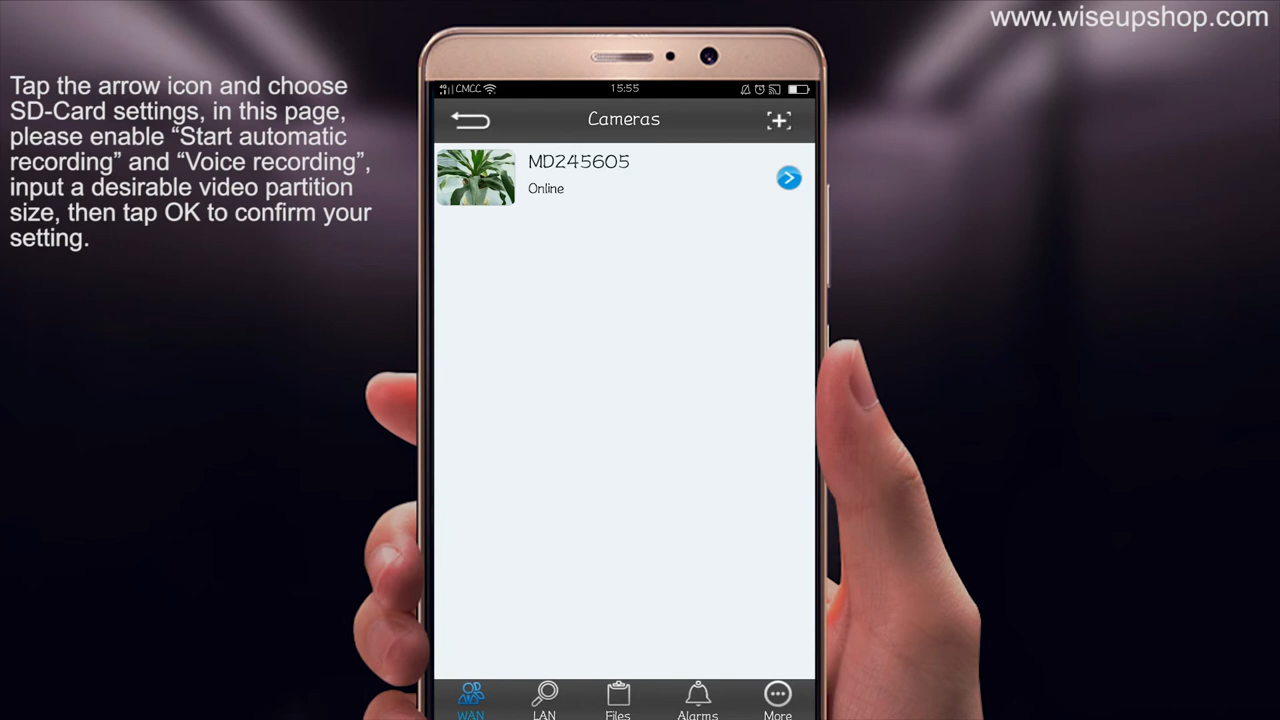 www.wiseupshop.com
Tap the arrow icon and choose
SD-Card settings, in this page,
please enable “Start automatic
recording” and “Voice recording”,
input a desirable video partition
size, then tap OK to confirm your
setting.
CMCC 15:55
Cameras
MD245605
Online
WAN LAN Files Alarms More